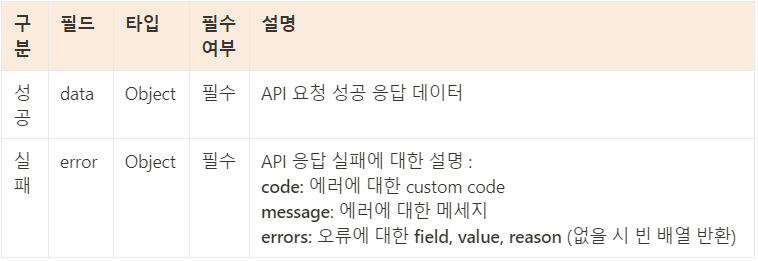 구분 필드 타입 필수여부 설명
성공 data Object 필수 API 요청 성공 응답 데이터
실패 error Object 필수 API 응답 실패에 대한 설명 :
code: 에러에 대한 custom code
message: 에러에 대한 메세지
errors: 오류에 대한 field, value, reason (없을 시 빈 배열 반환)